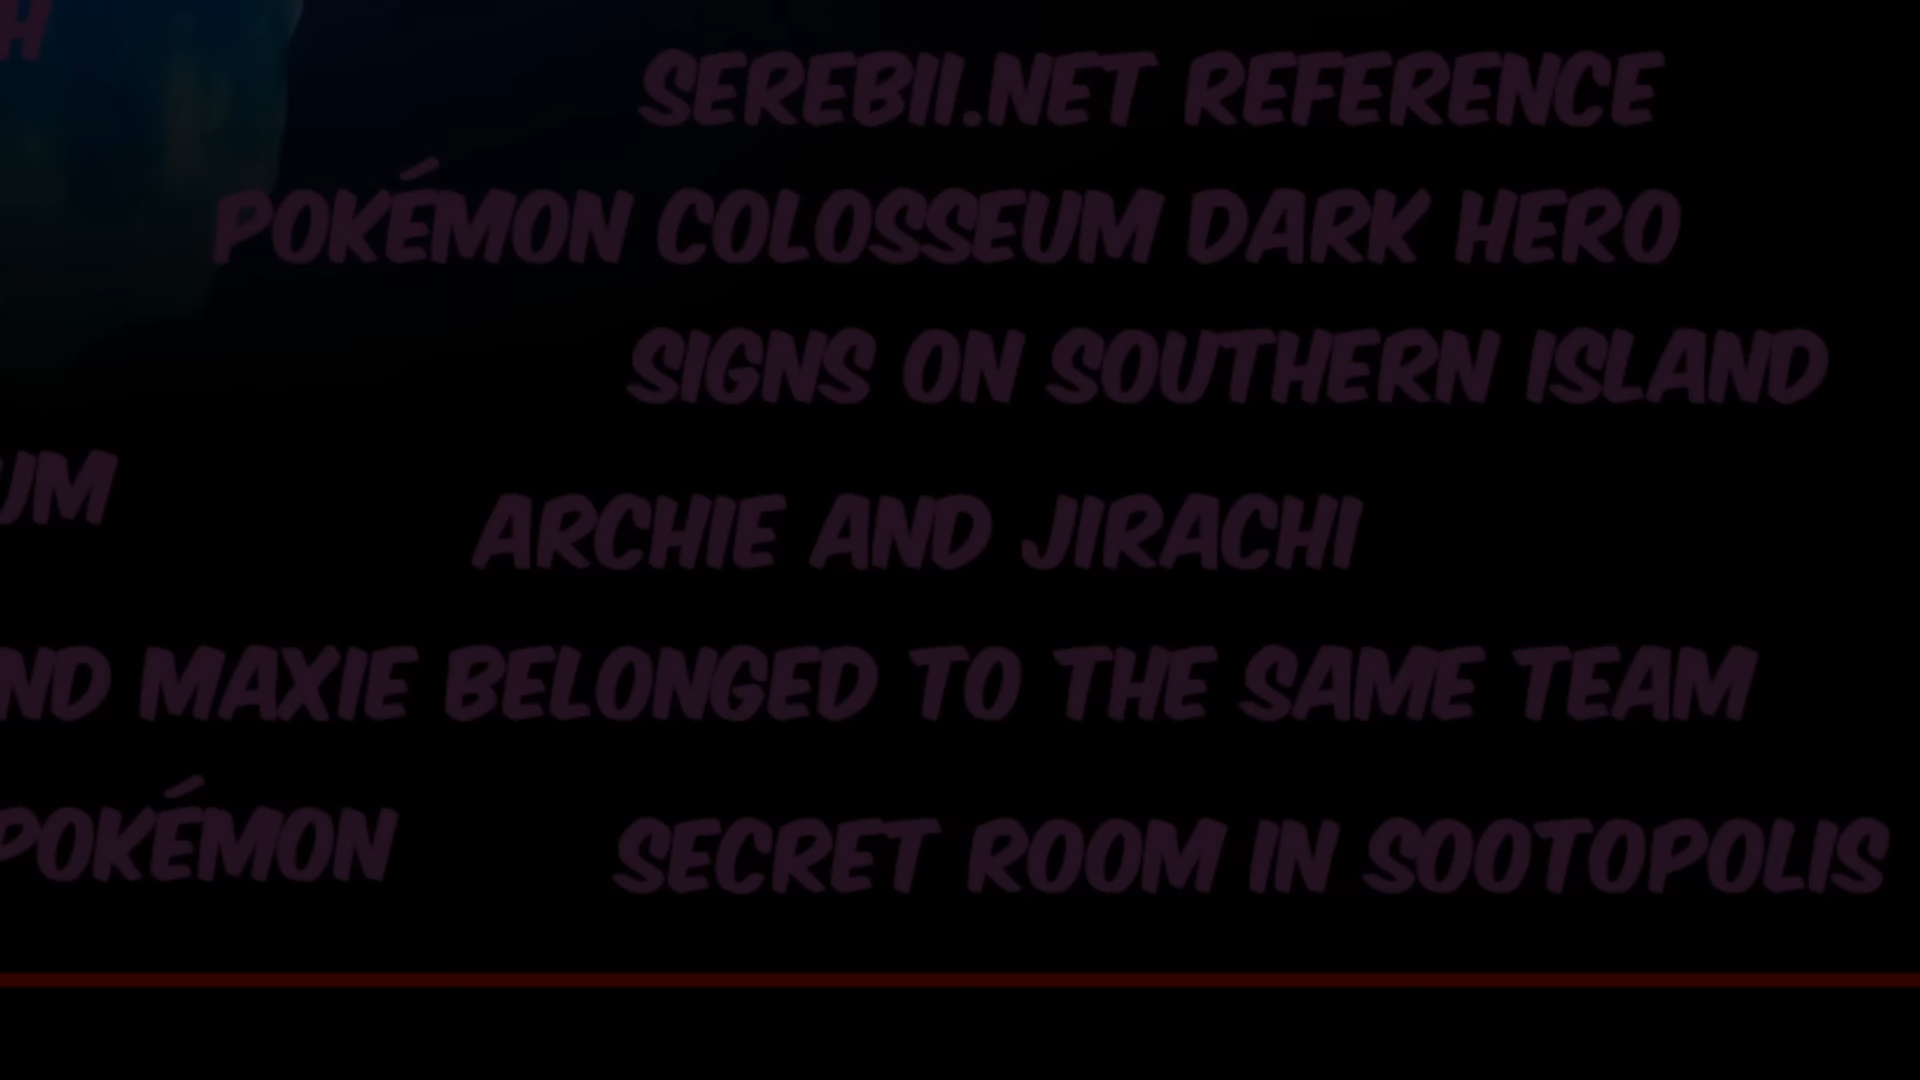 H
SEREBII.NET REFERENCE
POKÉMON COLOSSEUM DARK HERO
SIGNS ON SOUTHERN ISLAND
UM
ARCHIE AND JIRACHI
ND MAXIE BELONGED TO THE SAME TEAM
POKÉMON
SECRET ROOM IN SOOTOPOLIS